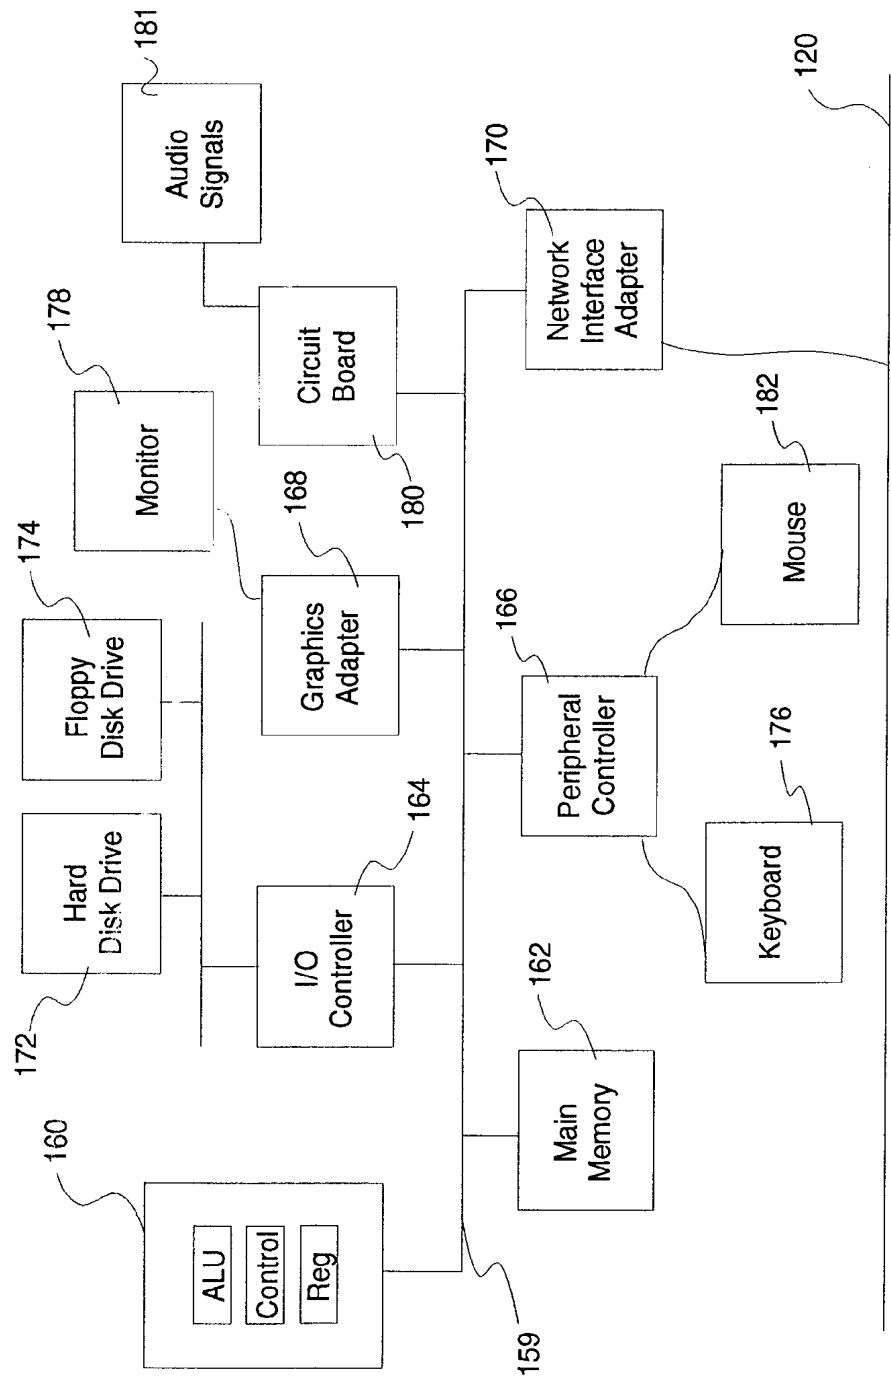 160
ALU
Control
Reg
159
172
Hard
Disk Drive
174
Floppy
Disk Drive
178
Monitor
181
Audio
Signals
I/O
Controller
164
Graphics
Adapter
168
Circuit
Board
180
Main
Memory
162
Peripheral
Controller
166
Network
Interface
Adapter
170
Keyboard
176
Mouse
182
120